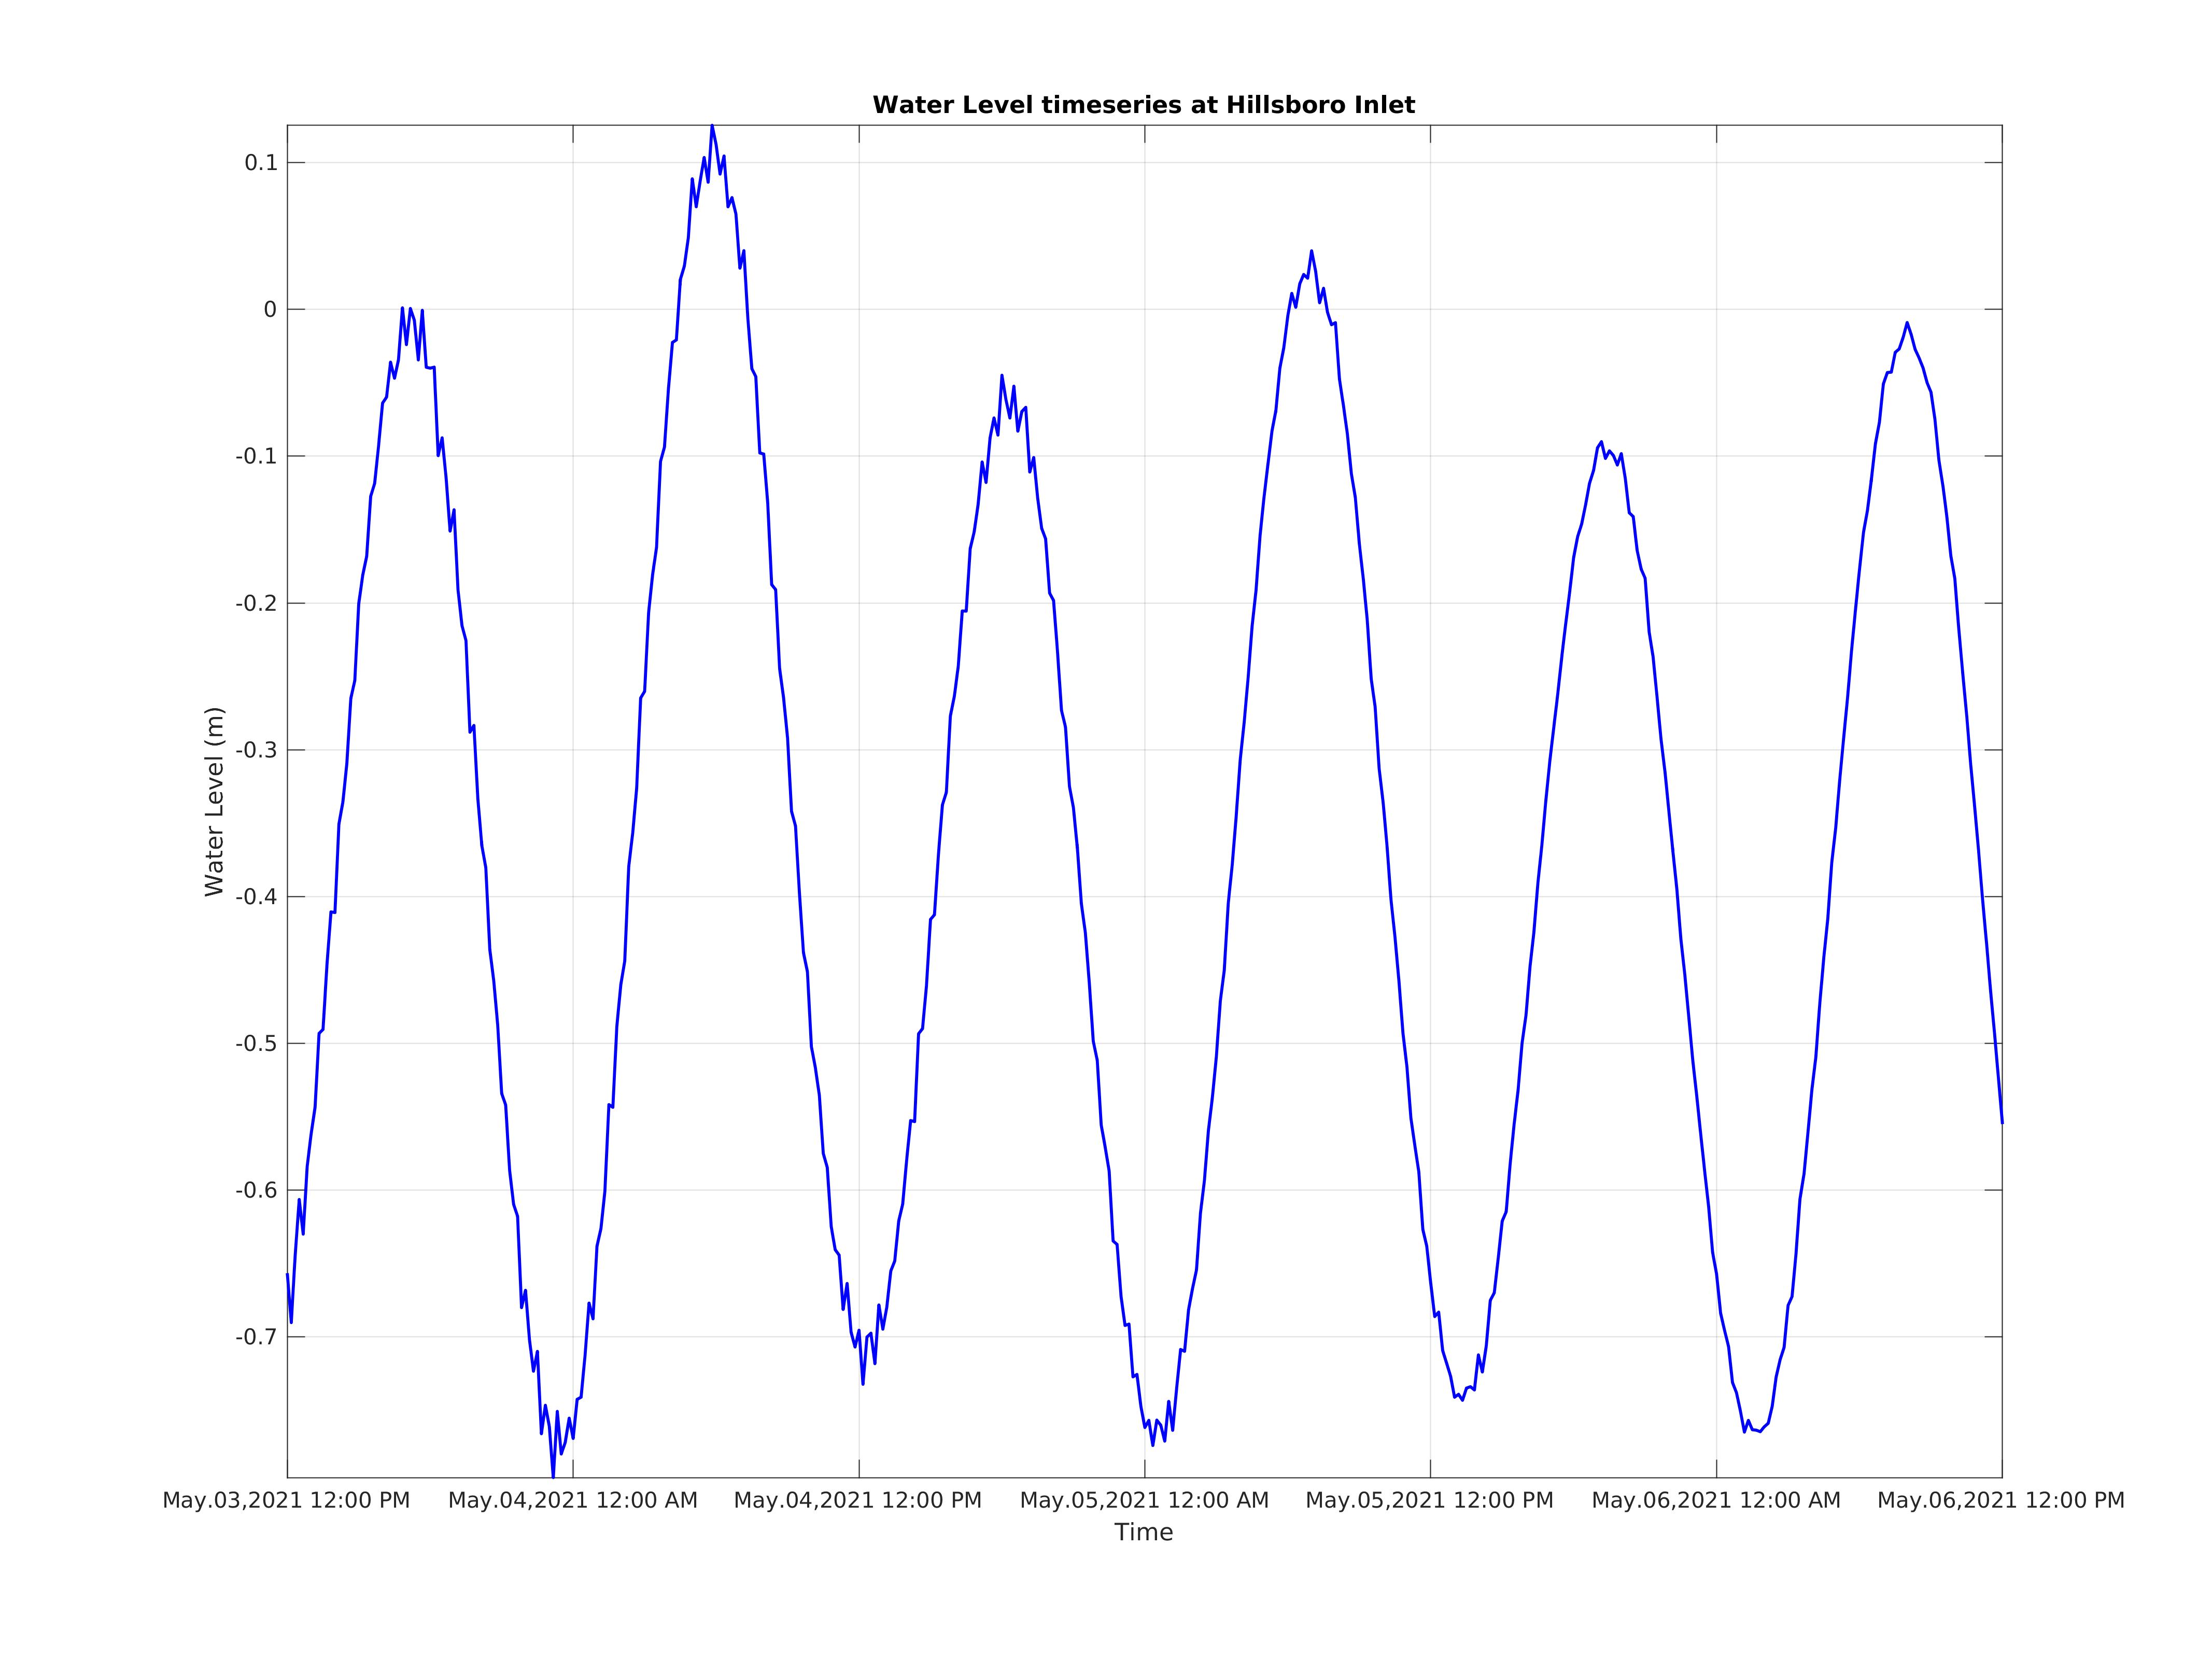 Water Level timeseries at Hillsboro Inlet
0.1
0
-0.1
-0.2
-0.3
-0.4
-0.5
-0.6
-0.7
Water Level (m)
May.03,2021 12:00 PM
May.04,2021 12:00 AM
May.04,2021 12:00 PM
May.05,2021 12:00 AM
May.05,2021 12:00 PM
May.06,2021 12:00 AM
May.06,2021 12:00 PM
Time